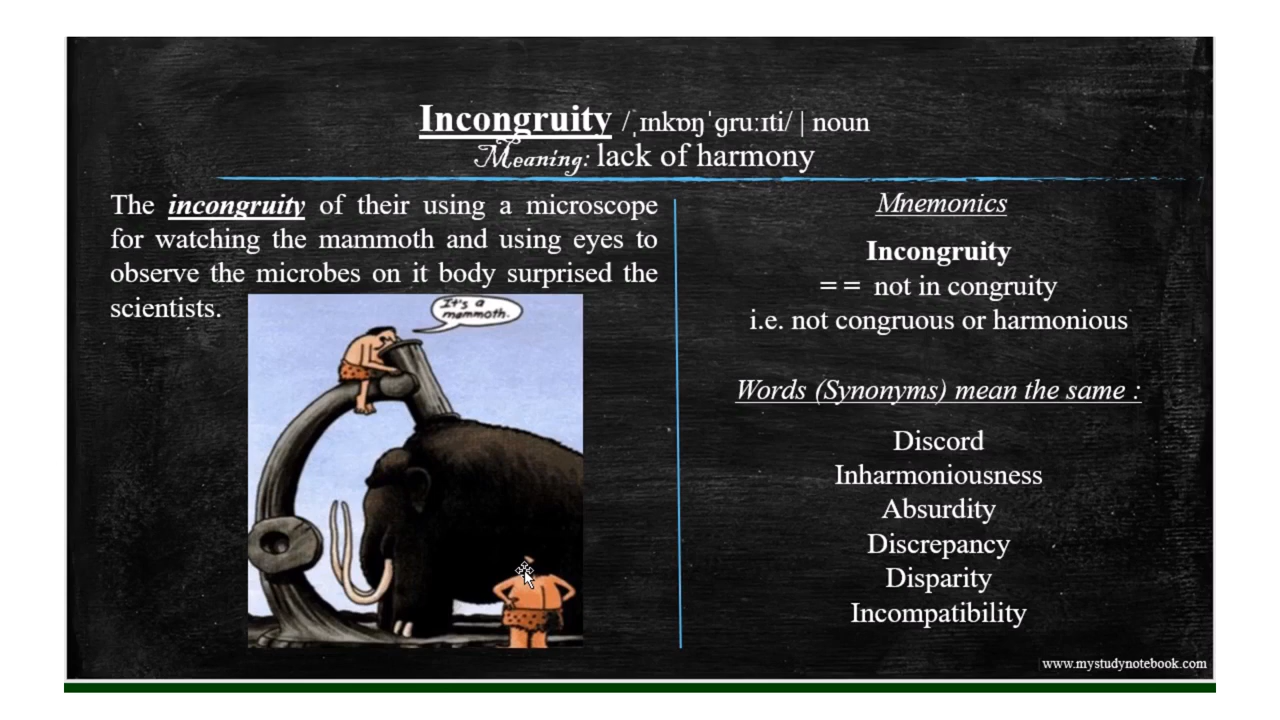 Incongruity /ˌɪnkɒŋˈɡruːɪti/ | noun
Meaning: lack of harmony
The incongruity of their using a microscope
for watching the mammoth and using eyes to
observe the microbes on it body surprised the
scientists.
It's a
mammoth.
Mnemonics
Incongruity
== not in congruity
i.e. not congruous or harmonious
Words (Synonyms) mean the same :
Discord
Inharmoniousness
Absurdity
Discrepancy
Disparity
Incompatibility
www.mystudynotebook.com